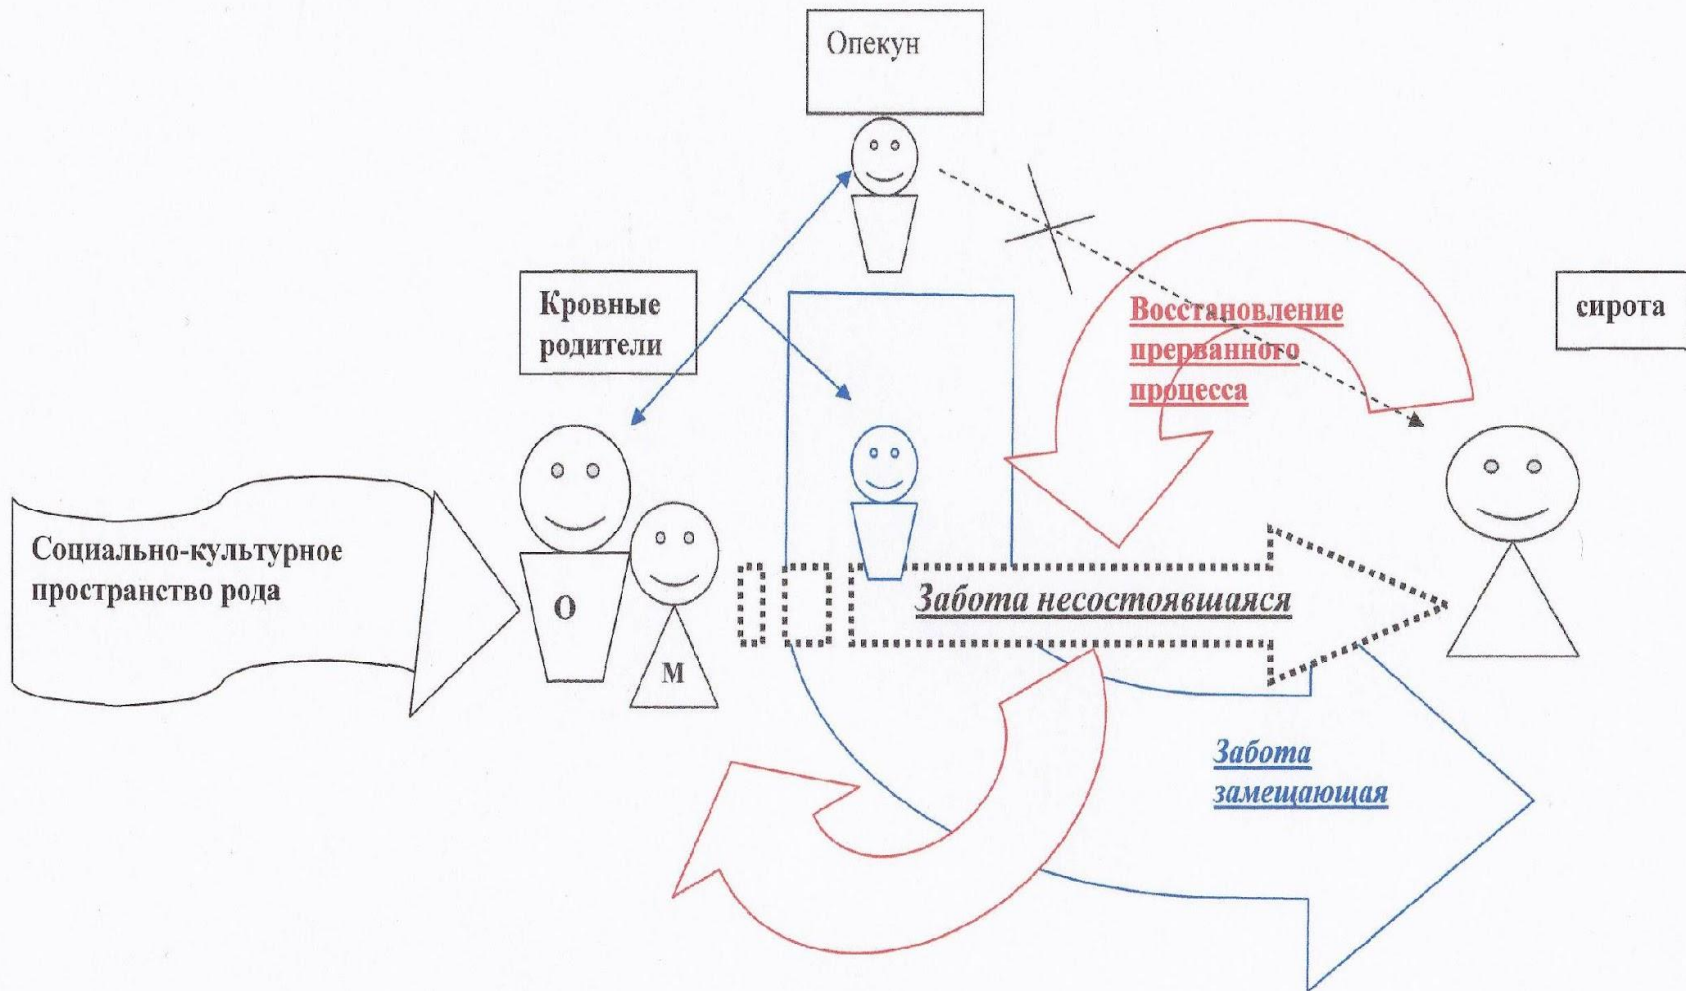 Опекун
Кровные
родители
Восстановление
прерванного
процесса
сирота
Социально-культурное
пространство рода
О
М
Забота несостоявшаяся
Забота
замещающая